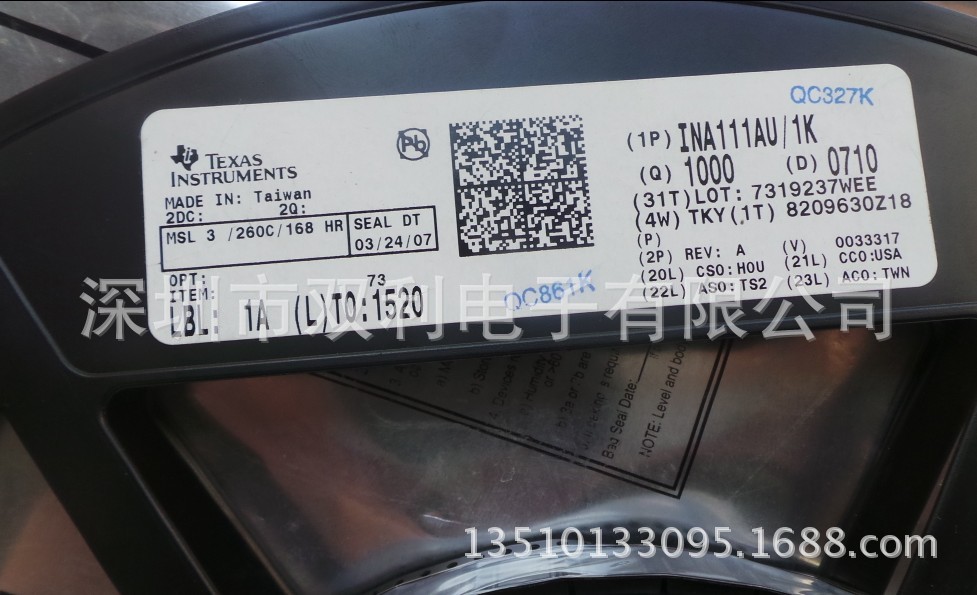 QC327K
TEXAS
INSTRUMENTS
Pb
MADE IN: Taiwan
2DC: 2Q:
MSL 3 /260C/168 HR
SEAL DT
03/24/07
OPT: 73
ITEM:
LBL: 1A (L)TO:1520
QC861K
(1P) INA111AU/1K
(Q) 1000 (D) 0710
(31T)LOT: 7319237WEE
(4W) TKY(1T) 8209630Z18
(P)
(2P) REV: A (V) 0033317
(20L) CSO:HOU (21L) CCO:USA
(22L) ASO:TS2 (23L) ACO:TWN
深圳市双利电子有限公司
Bag Seal Date:
NOTE: Level and
13510133095.1688.com